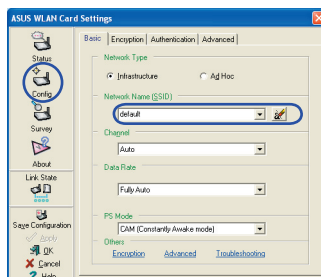 ASUS WLAN Card Settings
Status
Config
Survey
About
Link State
Save Configuration
Apply
OK
Cancel
Help
Basic
Encryption
Authentication
Advanced
Network Type
Infrastucture
Ad Hoc
Network Name (SSID)
default
Channel
Auto
Data Rate
Fully Auto
PS Mode
CAM (Constantly Awake mode)
Others
Encryption
Advanced
Troubleshooting